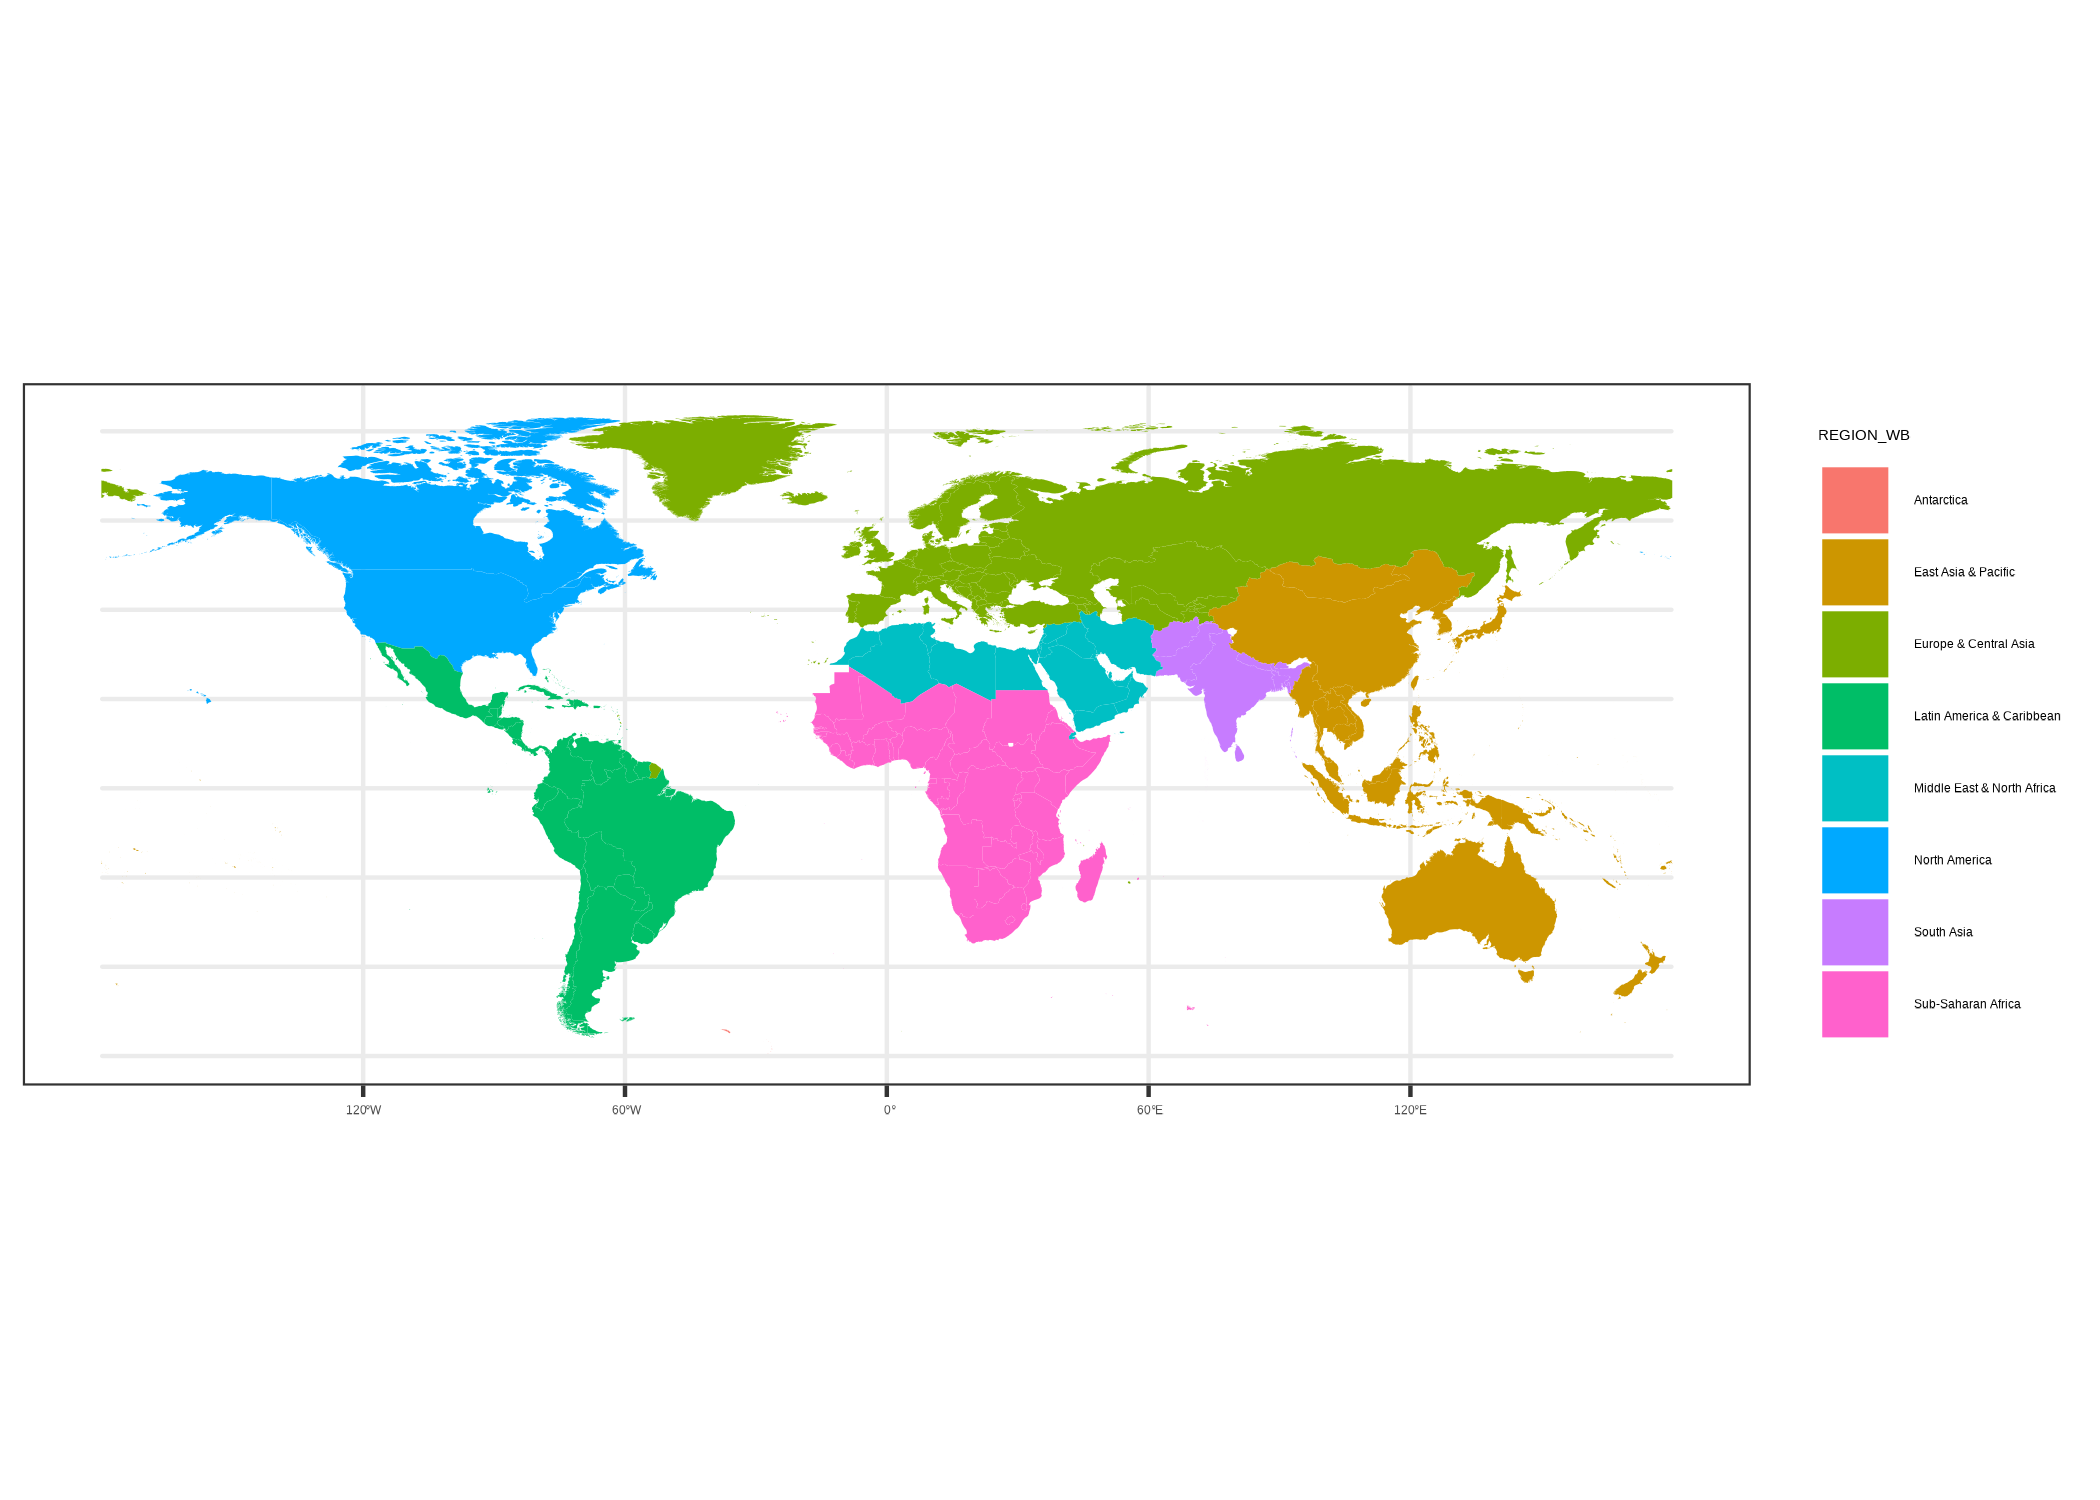 REGION_WB
Antarctica
East Asia & Pacific
Europe & Central Asia
Latin America & Caribbean
Middle East & North Africa
North America
South Asia
Sub-Saharan Africa
120°W 60°W 0° 60°E 120°E